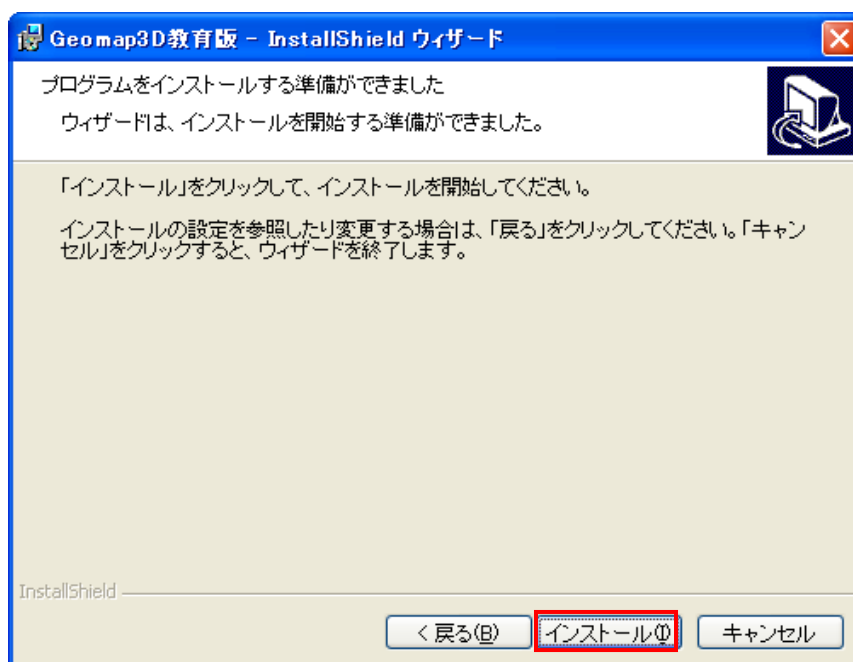 Geomap3D教育版 - InstallShield ウィザード
プログラムをインストールする準備ができました
ウィザードは、インストールを開始する準備ができました。
「インストール」をクリックして、インストールを開始してください。
インストールの設定を参照したり変更する場合は、「戻る」をクリックしてください。「キャン
セル」をクリックすると、ウィザードを終了します。
InstallShield
< 戻る(B) インストール(I) キャンセル